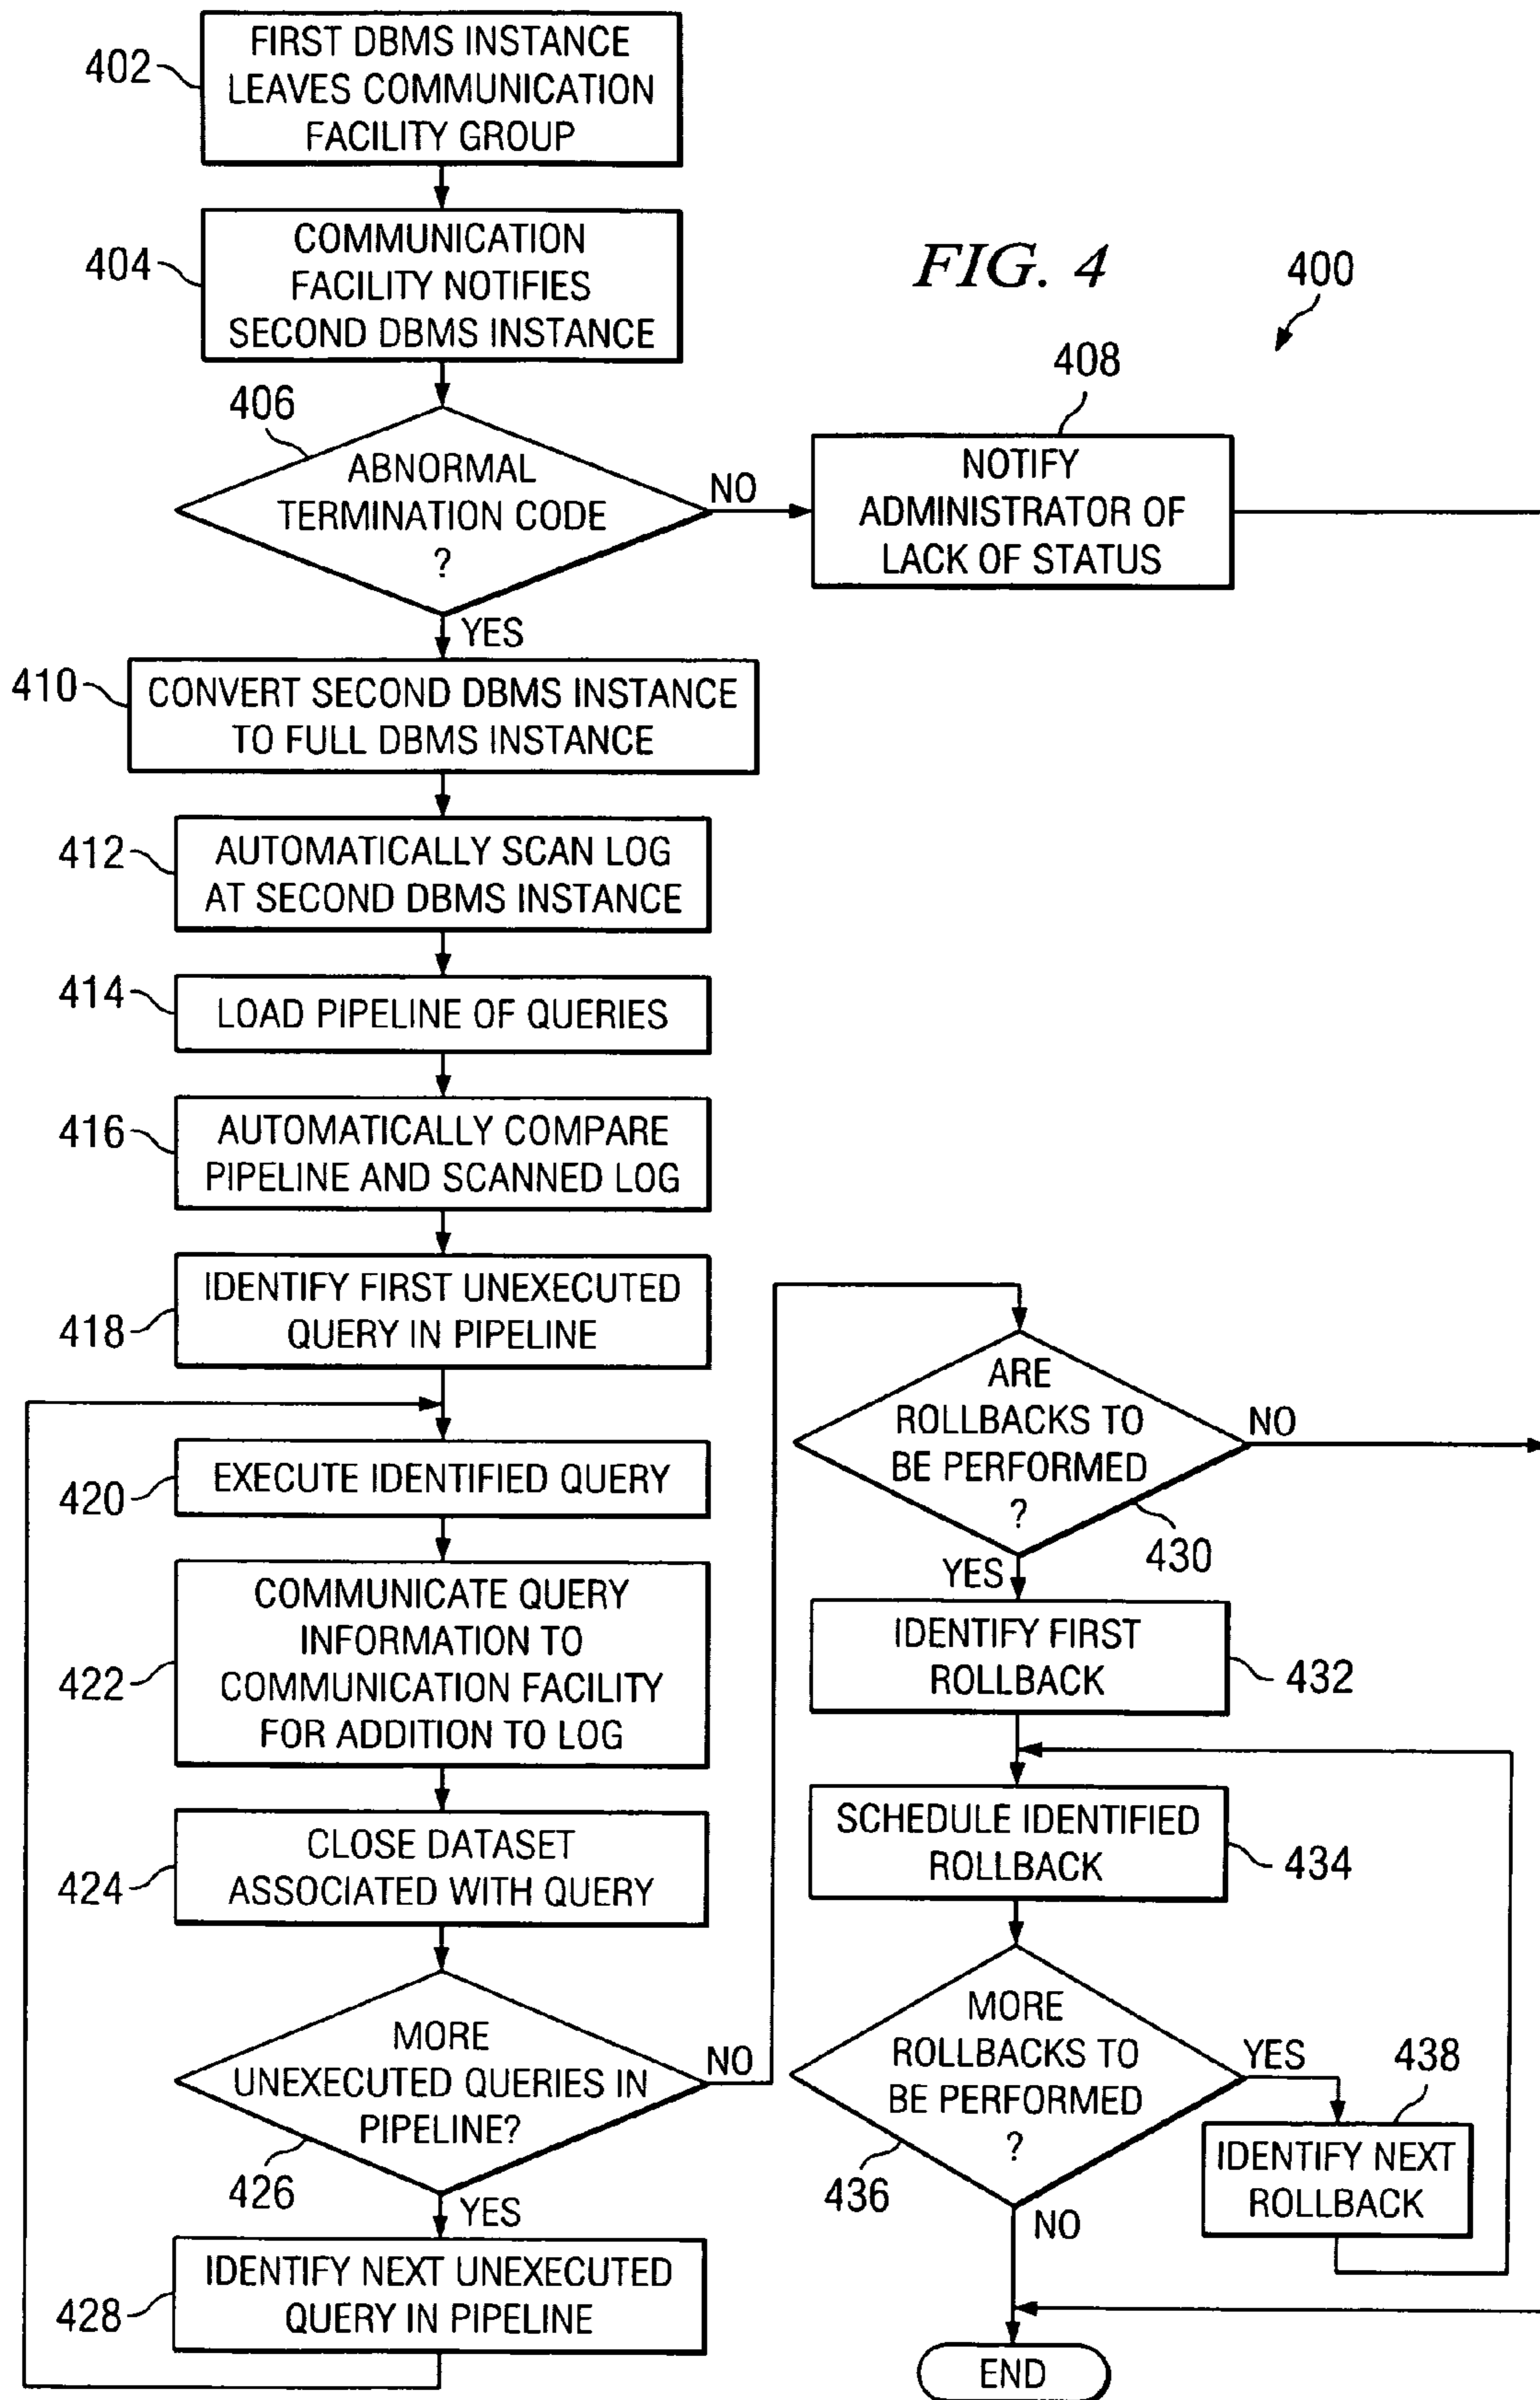 402
FIRST DBMS INSTANCE
LEAVES COMMUNICATION
FACILITY GROUP
404
COMMUNICATION
FACILITY NOTIFIES
SECOND DBMS INSTANCE
FIG. 4
400
406
ABNORMAL
TERMINATION CODE
?
NO
YES
408
NOTIFY
ADMINISTRATOR OF
LACK OF STATUS
410
CONVERT SECOND DBMS INSTANCE
TO FULL DBMS INSTANCE
412
AUTOMATICALLY SCAN LOG
AT SECOND DBMS INSTANCE
414
LOAD PIPELINE OF QUERIES
416
AUTOMATICALLY COMPARE
PIPELINE AND SCANNED LOG
418
IDENTIFY FIRST UNEXECUTED
QUERY IN PIPELINE
420
EXECUTE IDENTIFIED QUERY
422
COMMUNICATE QUERY
INFORMATION TO
COMMUNICATION FACILITY
FOR ADDITION TO LOG
424
CLOSE DATASET
ASSOCIATED WITH QUERY
MORE
UNEXECUTED QUERIES IN
PIPELINE?
426
NO
YES
428
IDENTIFY NEXT UNEXECUTED
QUERY IN PIPELINE
ARE
ROLLBACKS TO
BE PERFORMED
?
NO
430
YES
IDENTIFY FIRST
ROLLBACK
432
SCHEDULE IDENTIFIED
ROLLBACK
434
MORE
ROLLBACKS TO
BE PERFORMED
?
436
YES
438
IDENTIFY NEXT
ROLLBACK
NO
END